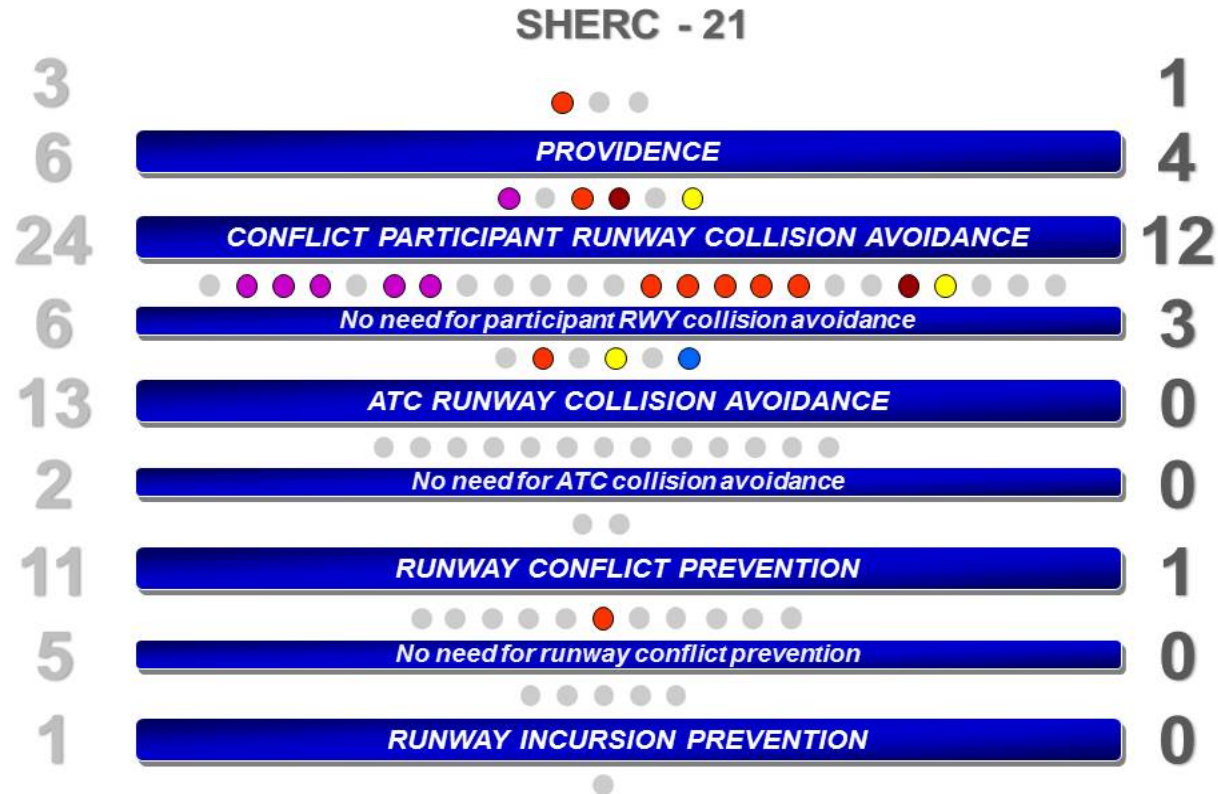 SHERC - 21
3 1
6 PROVIDENCE 4
24 CONFLICT PARTICIPANT RUNWAY COLLISION AVOIDANCE 12
6 No need for participant RWY collision avoidance 3
13 ATC RUNWAY COLLISION AVOIDANCE 0
2 No need for ATC collision avoidance 0
11 RUNWAY CONFLICT PREVENTION 1
5 No need for runway conflict prevention 0
1 RUNWAY INCURSION PREVENTION 0